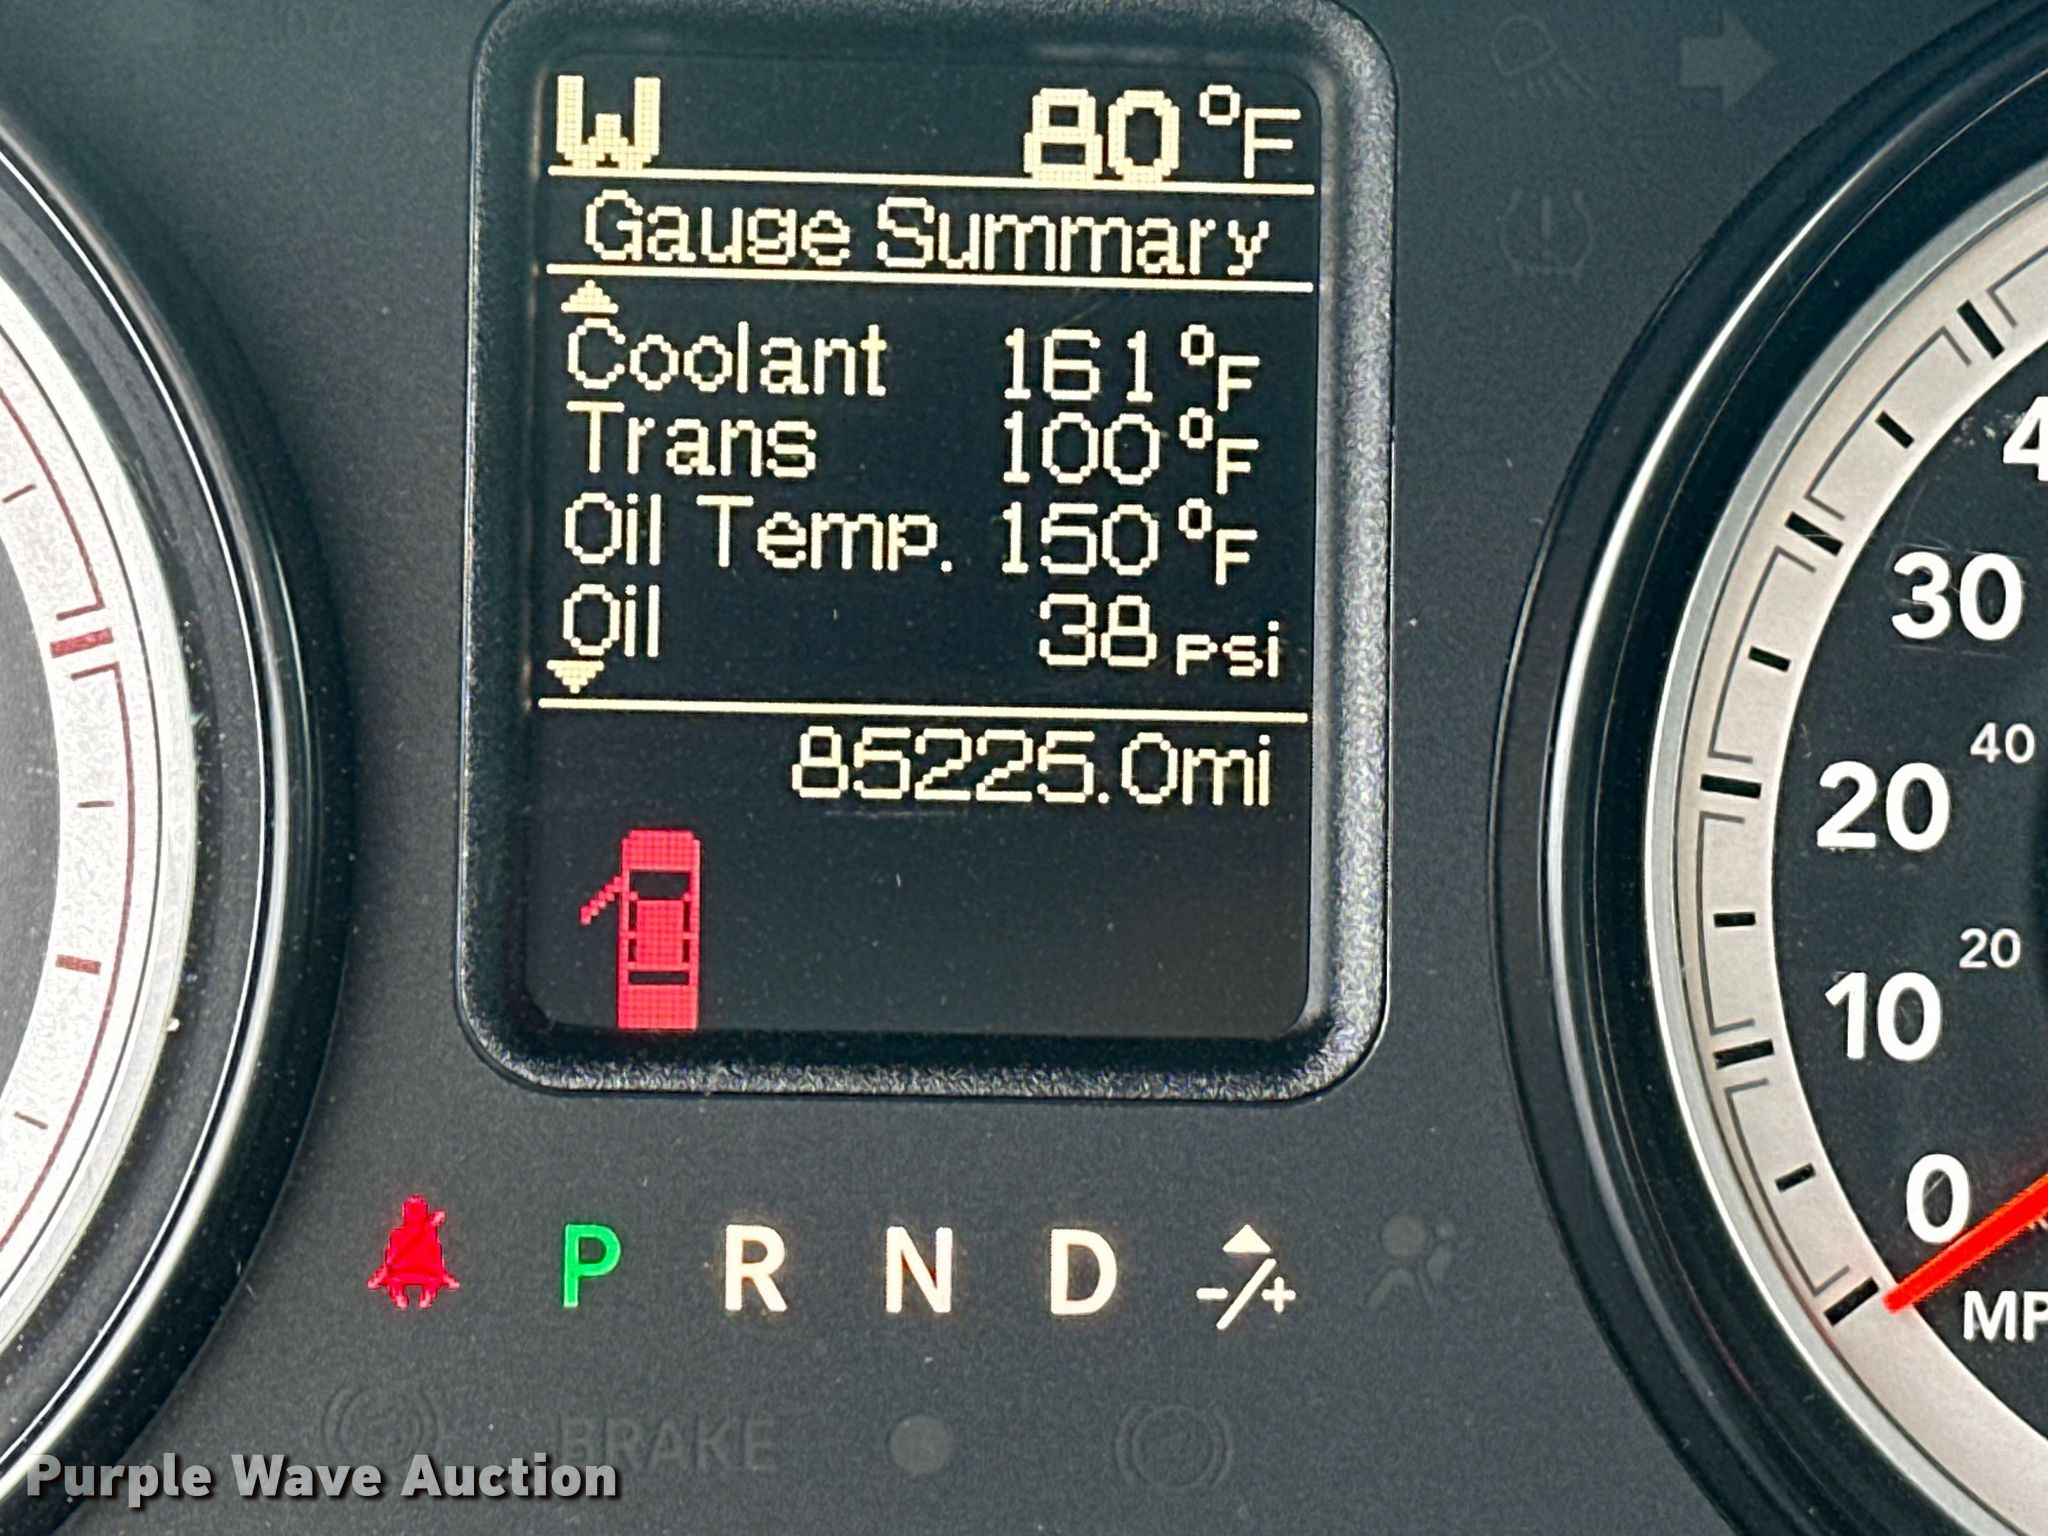 W 80 °F
Gauge Summary
Coolant 161 °F
Trans 100 °F
Oil Temp. 150 °F
Oil 38 psi
85225.0mi
30
40
20
20
10
0
P R N D -/+
BRAKE
Purple Wave Auction